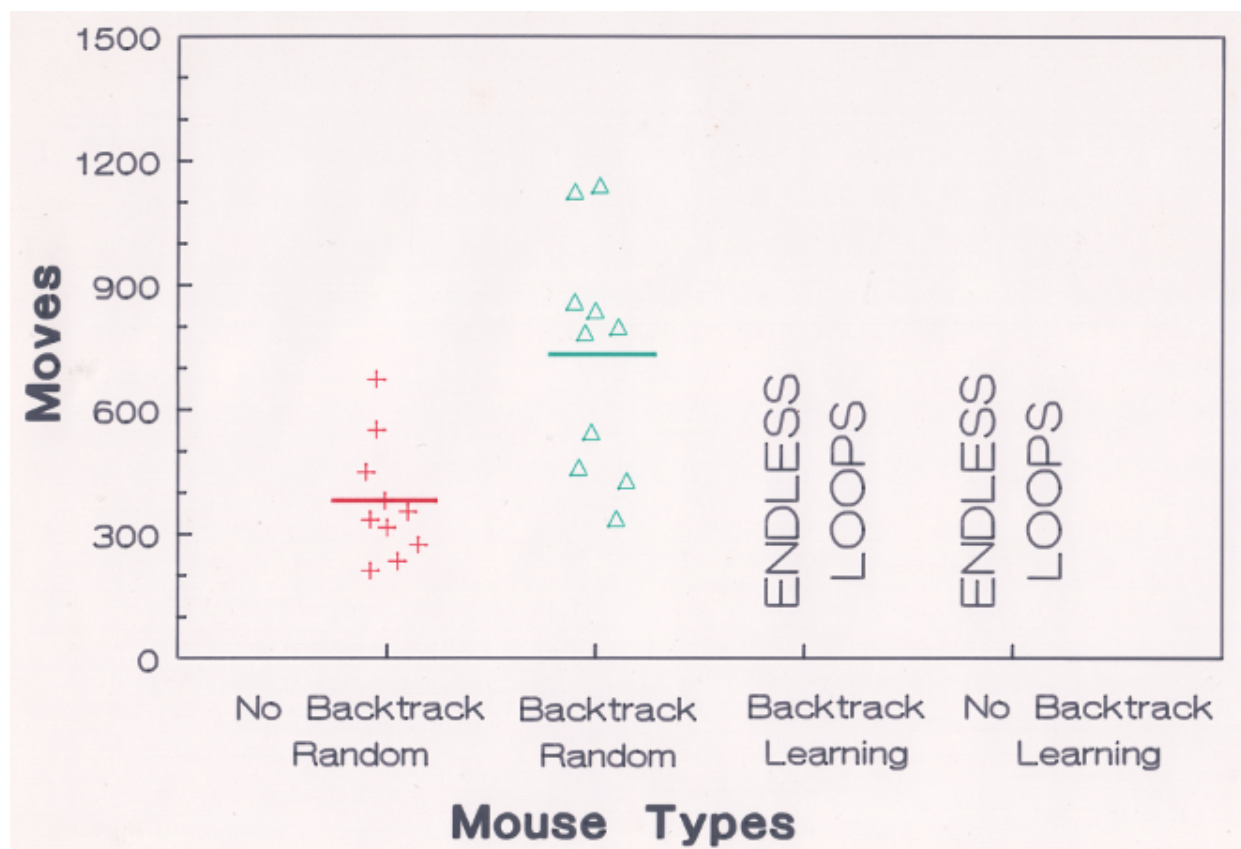 1500
1200
900
600
300
0
Moves
ENDLESS
LOOPS
ENDLESS
LOOPS
No Backtrack
Random
Backtrack
Random
Backtrack
Learning
No Backtrack
Learning
Mouse Types